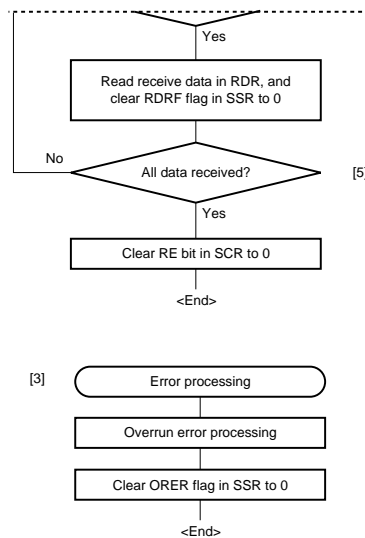 Yes
Read receive data in RDR, and
clear RDRF flag in SSR to 0
No
All data received?
[5]
Yes
Clear RE bit in SCR to 0
<End>
[3]
Error processing
Overrun error processing
Clear ORER flag in SSR to 0
<End>